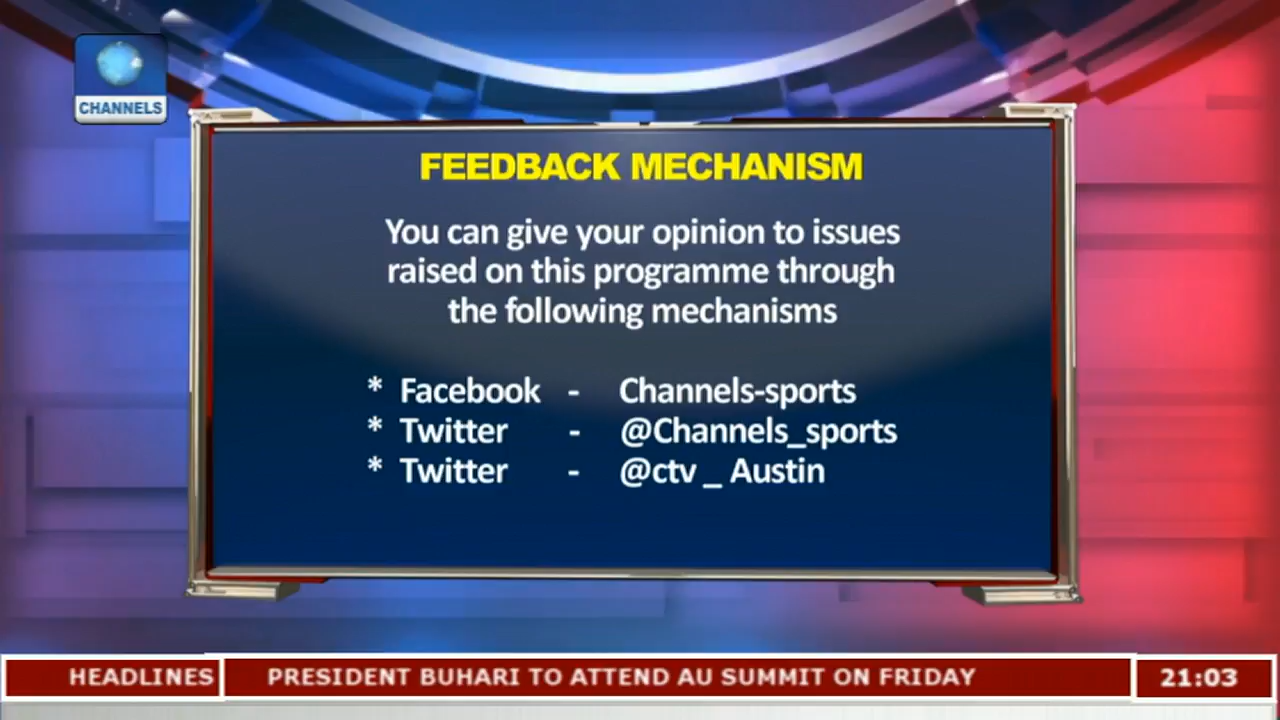 CHANNELS
FEEDBACK MECHANISM
You can give your opinion to issues
raised on this programme through
the following mechanisms
* Facebook - Channels-sports
* Twitter - @Channels_sports
* Twitter - @ctv _ Austin
HEADLINES PRESIDENT BUHARI TO ATTEND AU SUMMIT ON FRIDAY 21:03